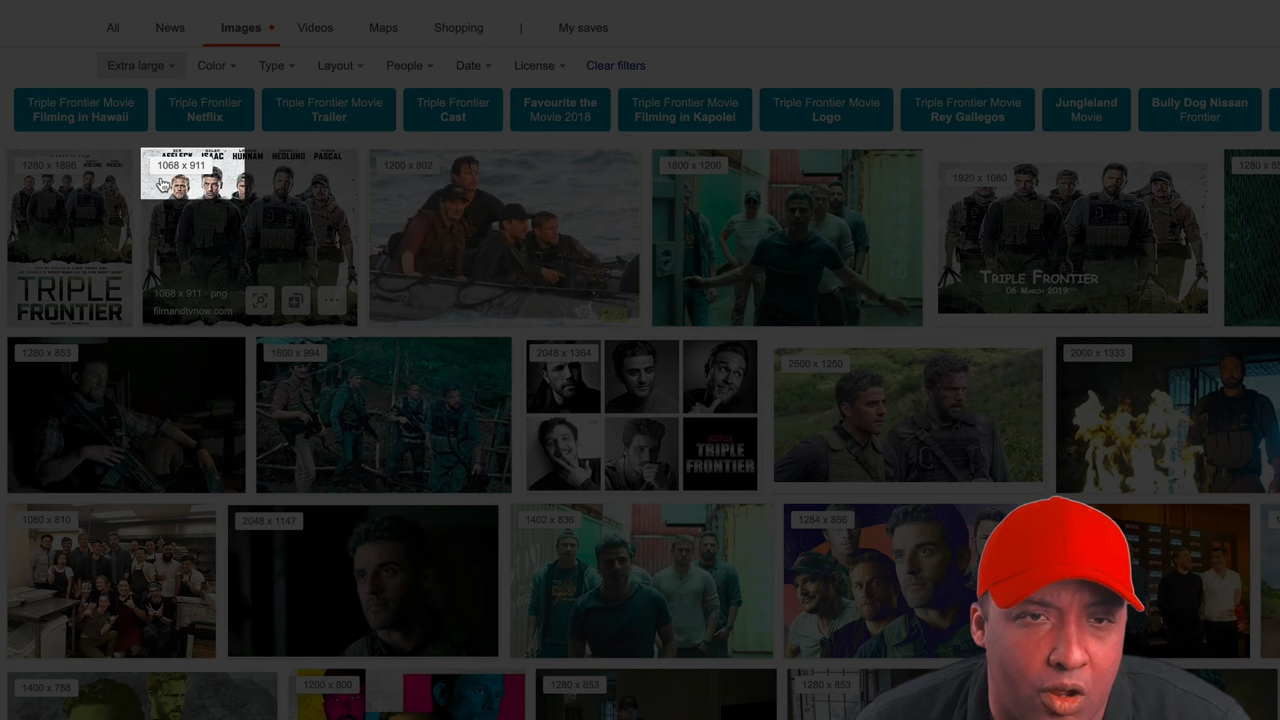 All News Images Videos Maps Shopping | My saves
Extra large Color Type Layout People Date License Clear filters
Triple Frontier Movie
Filming in Hawaii
Triple Frontier
Netflix
Triple Frontier Movie
Trailer
Triple Frontier
Cast
Favourite the
Movie 2018
Triple Frontier Movie
Filming in Kapolei
Triple Frontier Movie
Logo
Triple Frontier Movie
Rey Gallegos
Jungleland
Movie
Bully Dog Nissan
Frontier
1280 x 1896
HEDLUND PASCAL
TRIPLE
FRONTIER
1068 x 911
AFFLECK ISAAC HUNNAM HEDLUND PASCAL
1068 x 911 · png
filmandtvnow.com
1200 x 802
1800 x 1200
1920 x 1080
TRIPLE FRONTIER
06 MARCH 2019
1280 x 853
1600 x 994
2048 x 1364
NETFLIX
TRIPLE
FRONTIER
2500 x 1250
2000 x 1333
1080 x 810
2048 x 1147
1402 x 836
1284 x 856
1400 x 788
1200 x 800
1280 x 853
1280 x 853